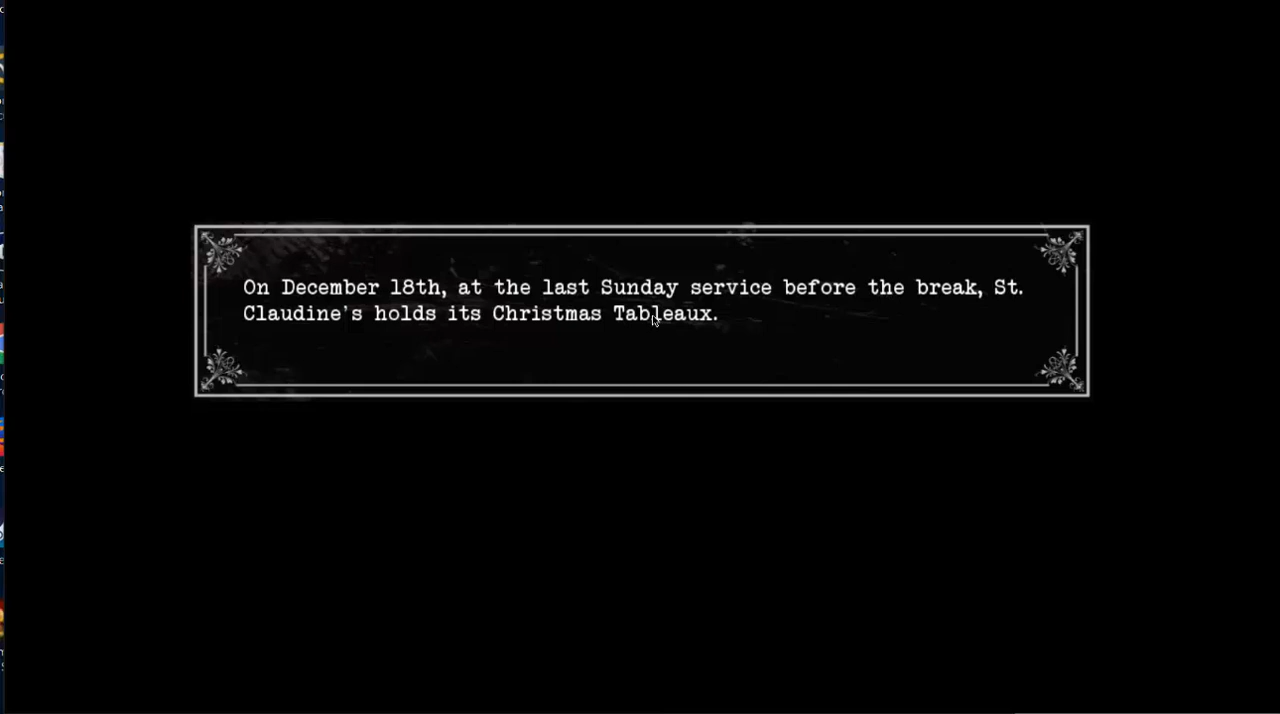 On December 18th, at the last Sunday service before the break, St.
Claudine's holds its Christmas Tableaux.